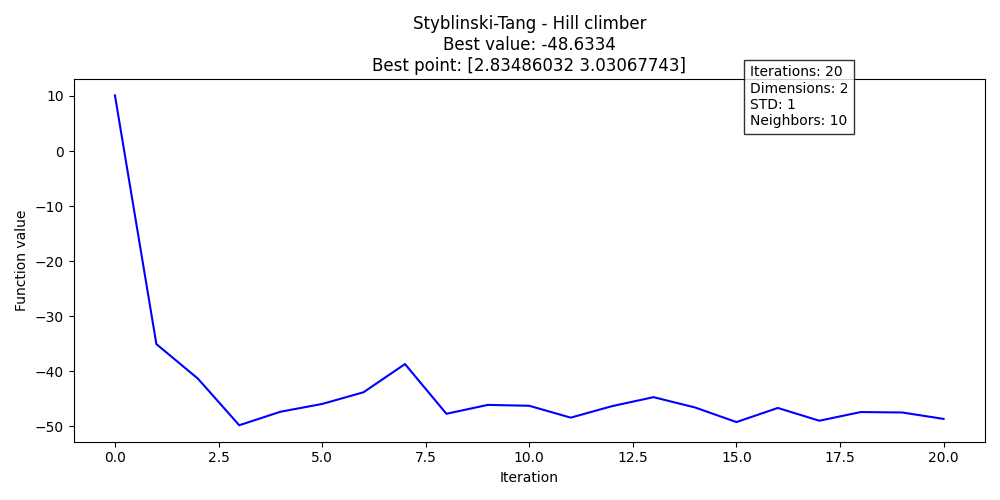 Styblinski-Tang - Hill climber
Best value: -48.6334
Best point: [2.83486032 3.03067743]
Iterations: 20
Dimensions: 2
STD: 1
Neighbors: 10
10
0
−10
−20
−30
−40
−50
Function value
0.0
2.5
5.0
7.5
10.0
12.5
15.0
17.5
20.0
Iteration